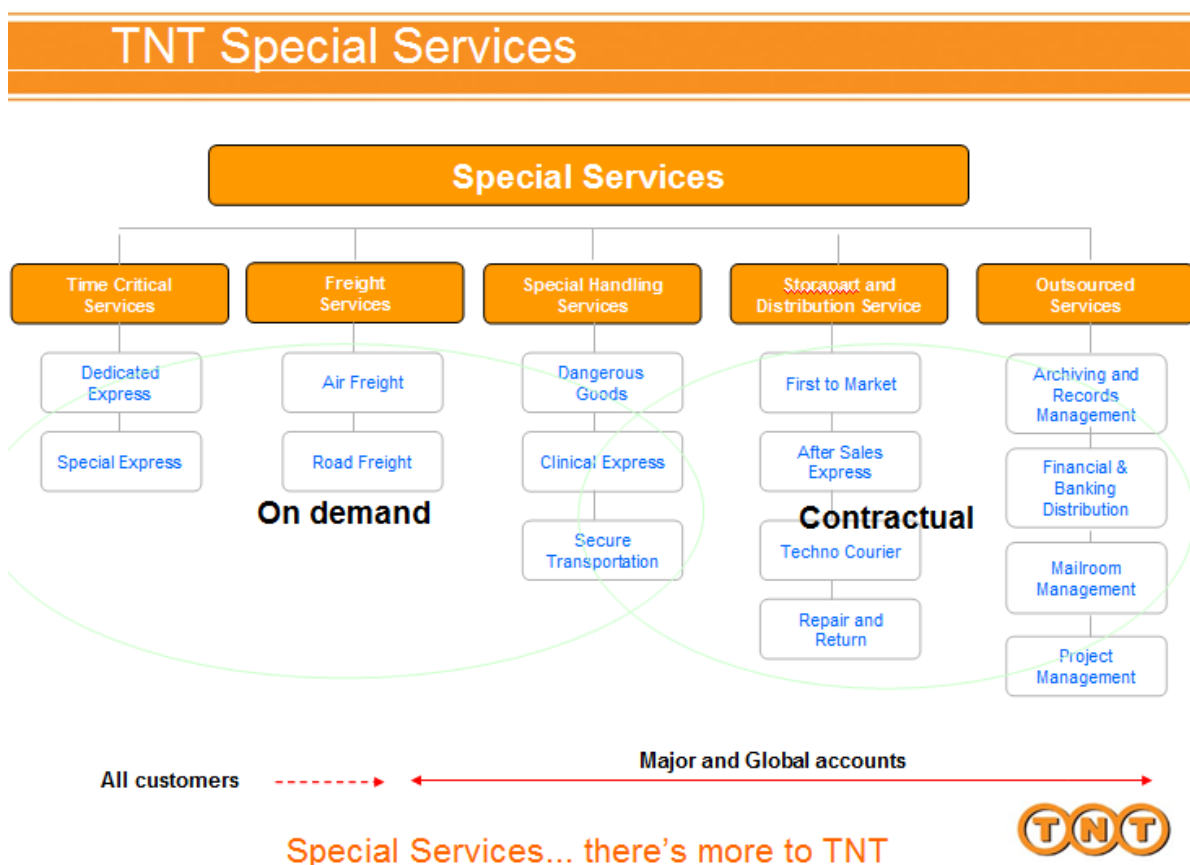 TNT Special Services
Special Services
Time Critical
Services
Freight
Services
Special Handling
Services
Storapart and
Distribution Service
Outsourced
Services
Dedicated
Express
Special Express
Air Freight
Road Freight
On demand
Dangerous
Goods
Clinical Express
Secure
Transportation
First to Market
After Sales
Express
Contractual
Techno Courier
Repair and
Return
Archiving and
Records
Management
Financial &
Banking
Distribution
Mailroom
Management
Project
Management
All customers
Major and Global accounts
Special Services... there's more to TNT
TNT